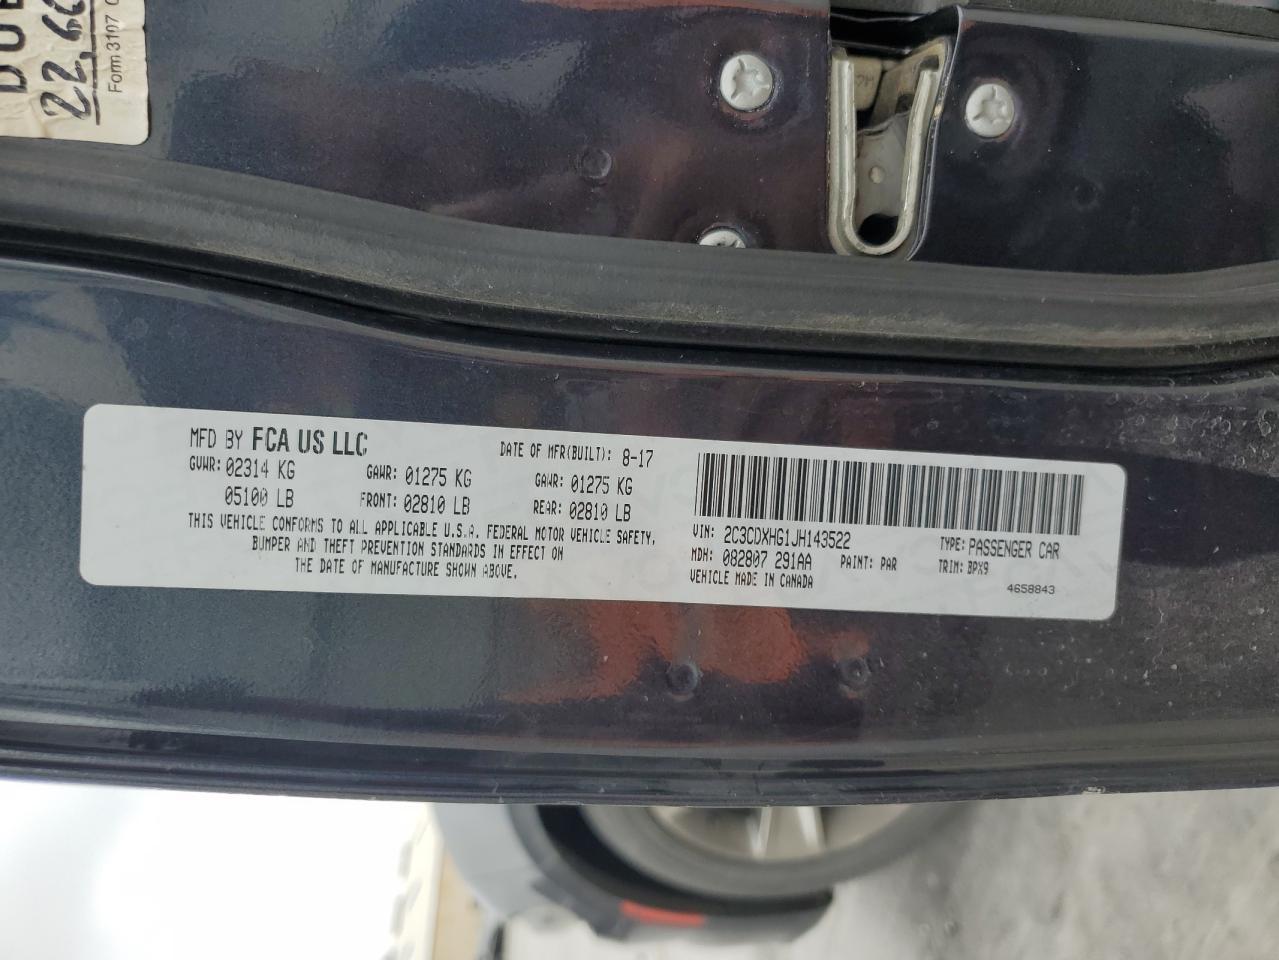 22,
Form 3107
MFD BY FCA US LLC DATE OF MFR(BUILT): 8-17
GVWR: 02314 KG GAWR: 01275 KG GAWR: 01275 KG
05100 LB FRONT: 02810 LB REAR: 02810 LB
THIS VEHICLE CONFORMS TO ALL APPLICABLE U.S.A. FEDERAL MOTOR VEHICLE SAFETY,
BUMPER AND THEFT PREVENTION STANDARDS IN EFFECT ON
THE DATE OF MANUFACTURE SHOWN ABOVE.
VIN: 2C3CDXHG1JH143522 TYPE: PASSENGER CAR
MDH: 082807 291AA PAINT: PAR TRIM: BPX9
VEHICLE MADE IN CANADA 4658843